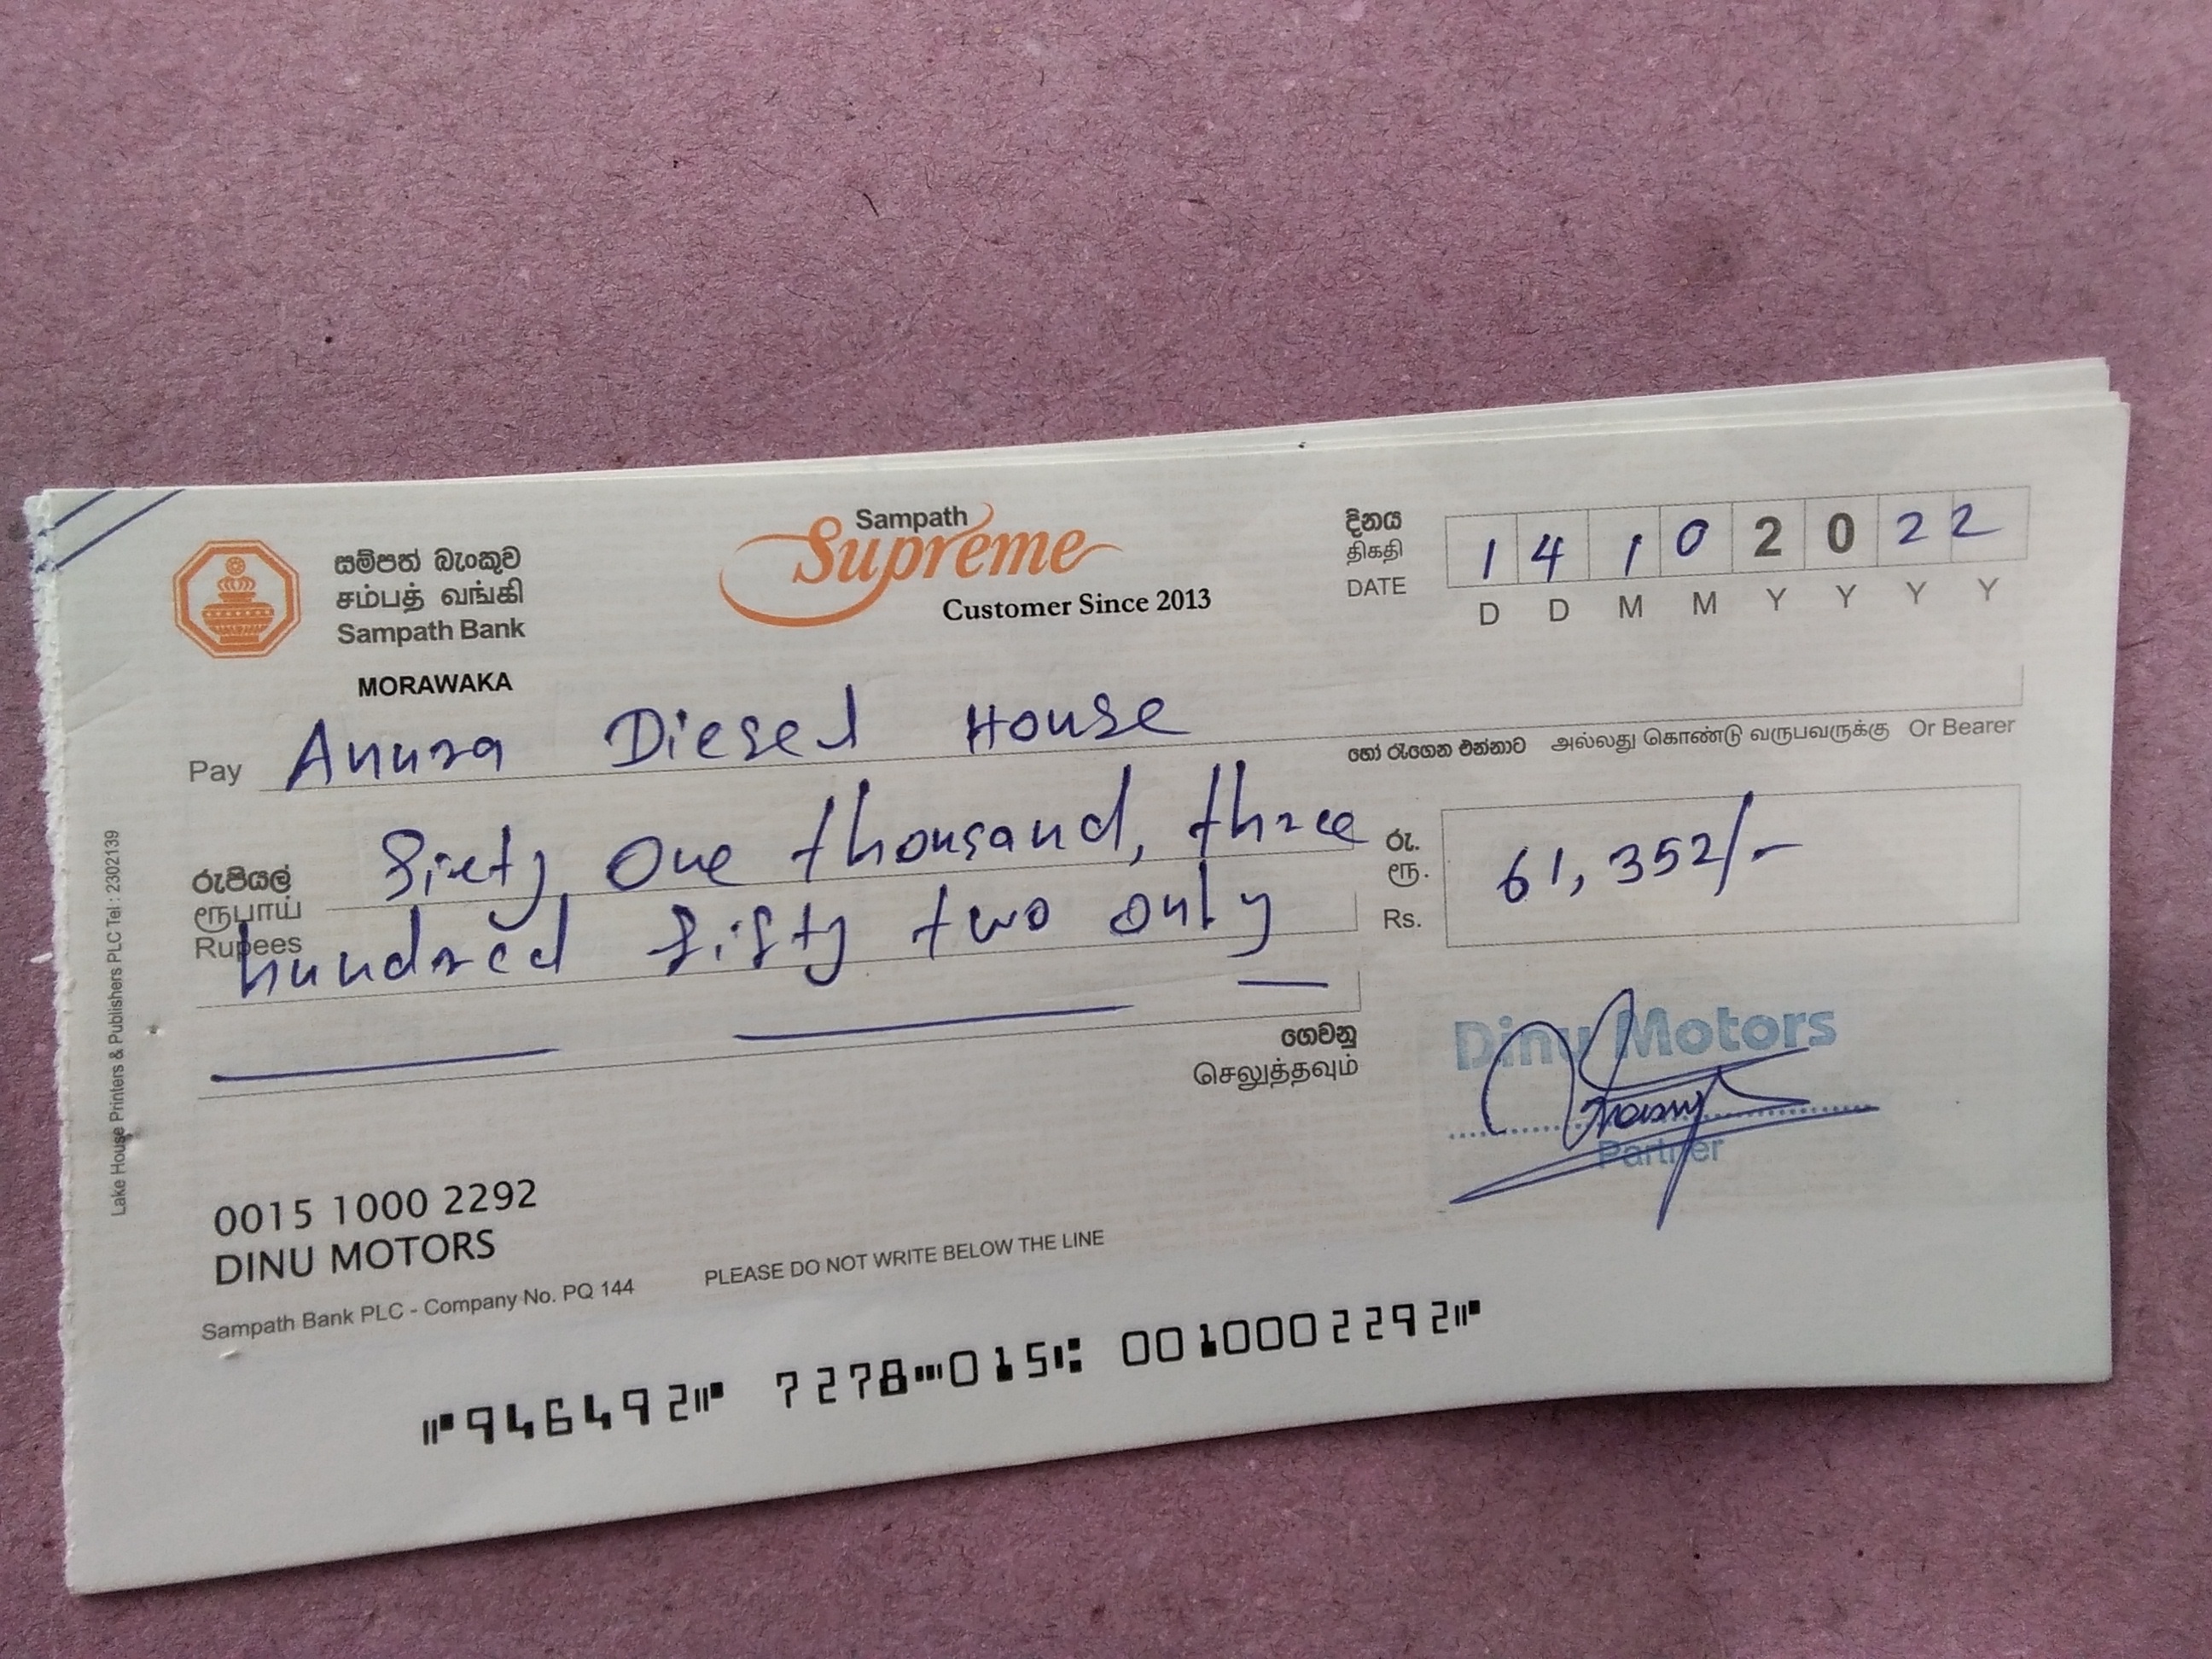 සම්පත් බැංකුව
சம்பத் வங்கி
Sampath Bank
MORAWAKA
Sampath
Supreme
Customer Since 2013
දිනය
திகதி
DATE
1 4 1 0 2 0 2 2
D D M M Y Y Y Y
Pay Anura Diesel House
හෝ රැගෙන එන්නාට அல்லது கொண்டு வருபவருக்கு Or Bearer
රුපියල්
ரூபாய்
Rupees
Sixty One thousand, three
hundred fifty two only
රු.
ரூ.
Rs.
61,352/-
ගෙවනු
செலுத்தவும்
Dinu Motors
Partner
Lake House Printers & Publishers PLC Tel : 2302139
0015 1000 2292
DINU MOTORS
Sampath Bank PLC - Company No. PQ 144
PLEASE DO NOT WRITE BELOW THE LINE
⑈946492⑈ 7278⑉015⑆ 0010002292⑈